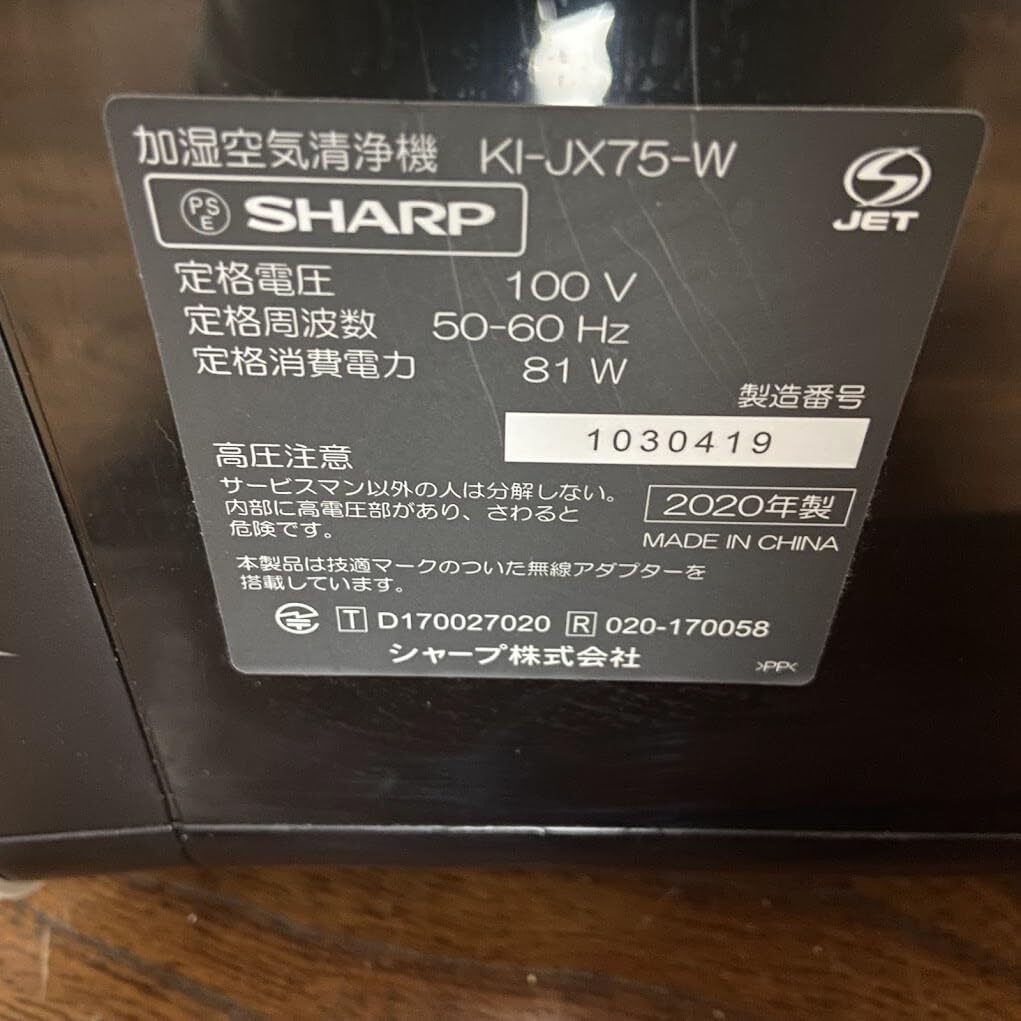 加湿空気清浄機 KI-JX75-W
PS
E
SHARP
JET
定格電圧 100 V
定格周波数 50-60 Hz
定格消費電力 81 W
製造番号
1030419
高圧注意
サービスマン以外の人は分解しない。
内部に高電圧部があり、さわると
危険です。
2020年製
MADE IN CHINA
本製品は技適マークのついた無線アダプターを
搭載しています。
T D170027020 R 020-170058
シャープ株式会社
>PP<